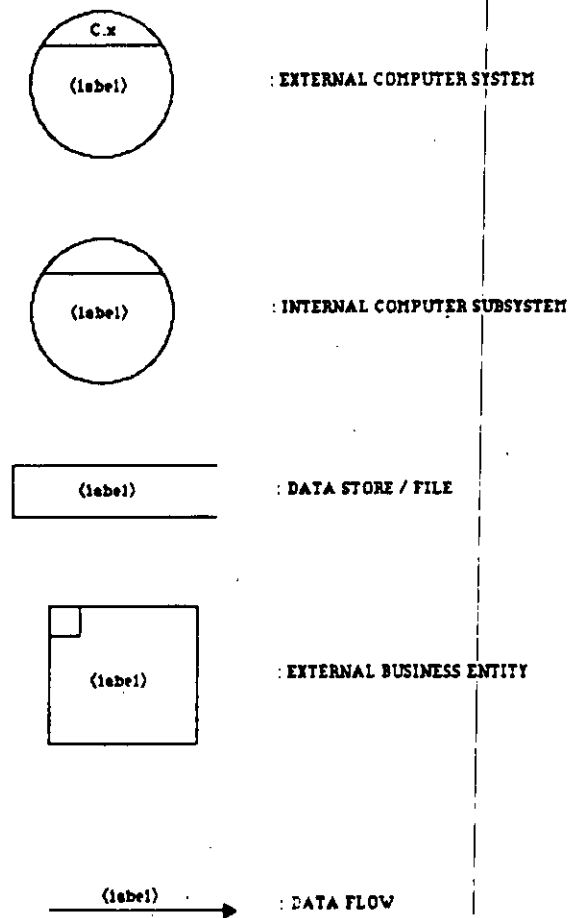 C.x
(label)
: EXTERNAL COMPUTER SYSTEM
(label)
: INTERNAL COMPUTER SUBSYSTEM
(label)
: DATA STORE / FILE
(label)
: EXTERNAL BUSINESS ENTITY
(label)
: DATA FLOW